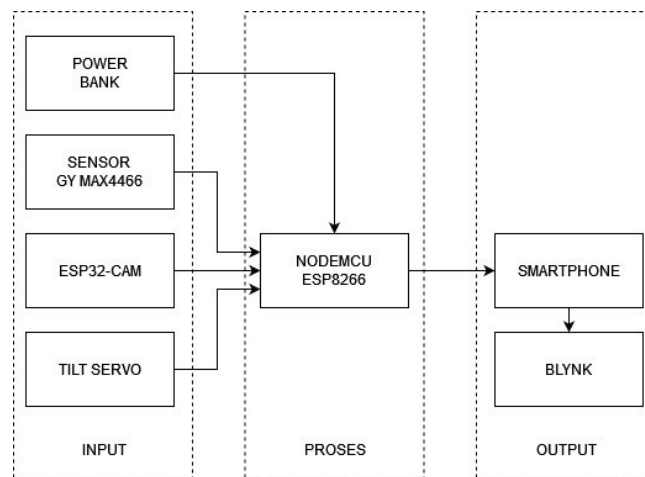 POWER
BANK
SENSOR
GY MAX4466
ESP32-CAM
TILT SERVO
INPUT
NODEMCU
ESP8266
PROSES
SMARTPHONE
BLYNK
OUTPUT